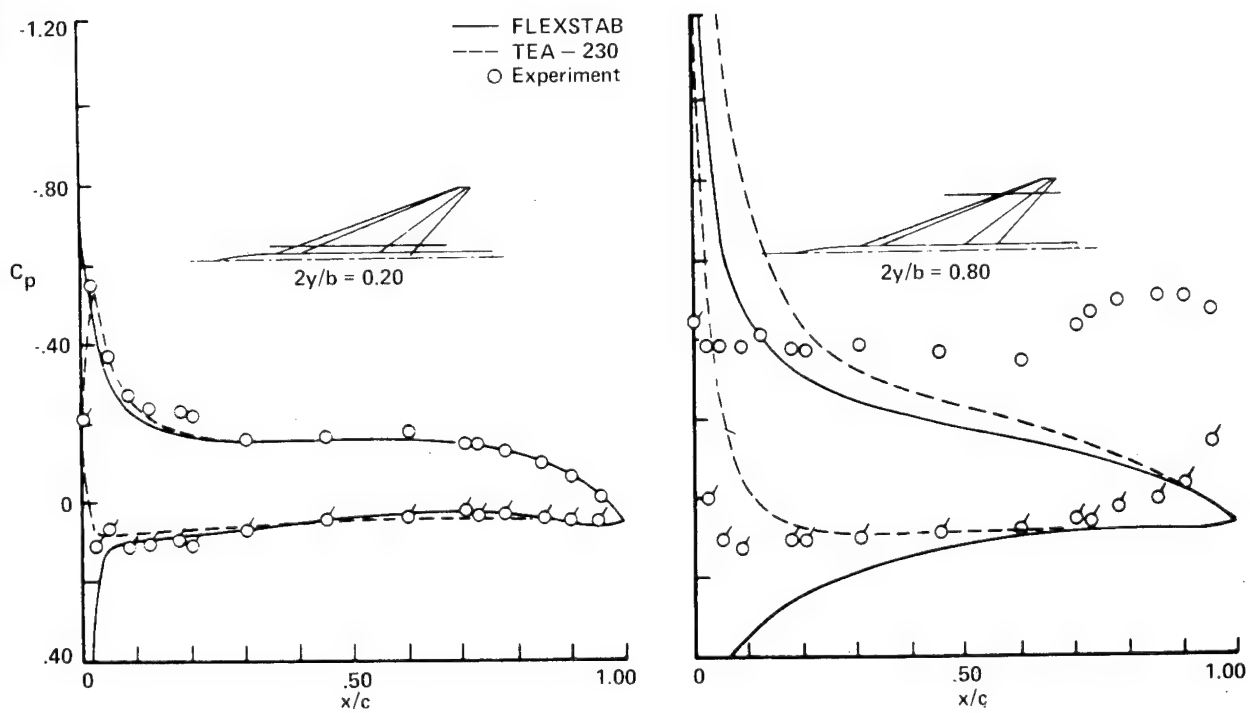 -1.20
FLEXSTAB
TEA – 230
Experiment
-.80
2y/b = 0.20
2y/b = 0.80
Cp
-.40
0
.40
0 .50 1.00
x/c
0 .50 1.00
x/c